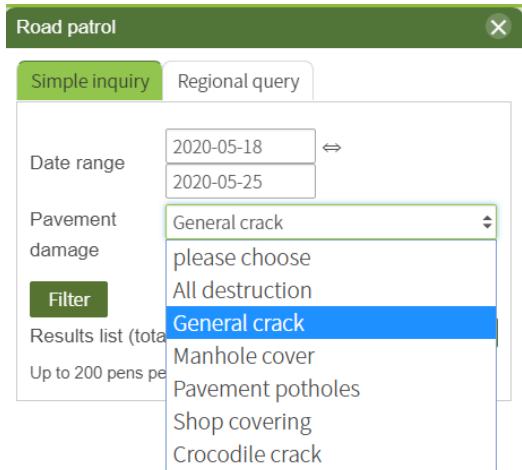 Road patrol
Simple inquiry
Regional query
Date range
2020-05-18 ⇔
2020-05-25
Pavement damage
General crack
please choose
All destruction
General crack
Manhole cover
Pavement potholes
Shop covering
Crocodile crack
Filter
Results list (tota
Up to 200 pens pe